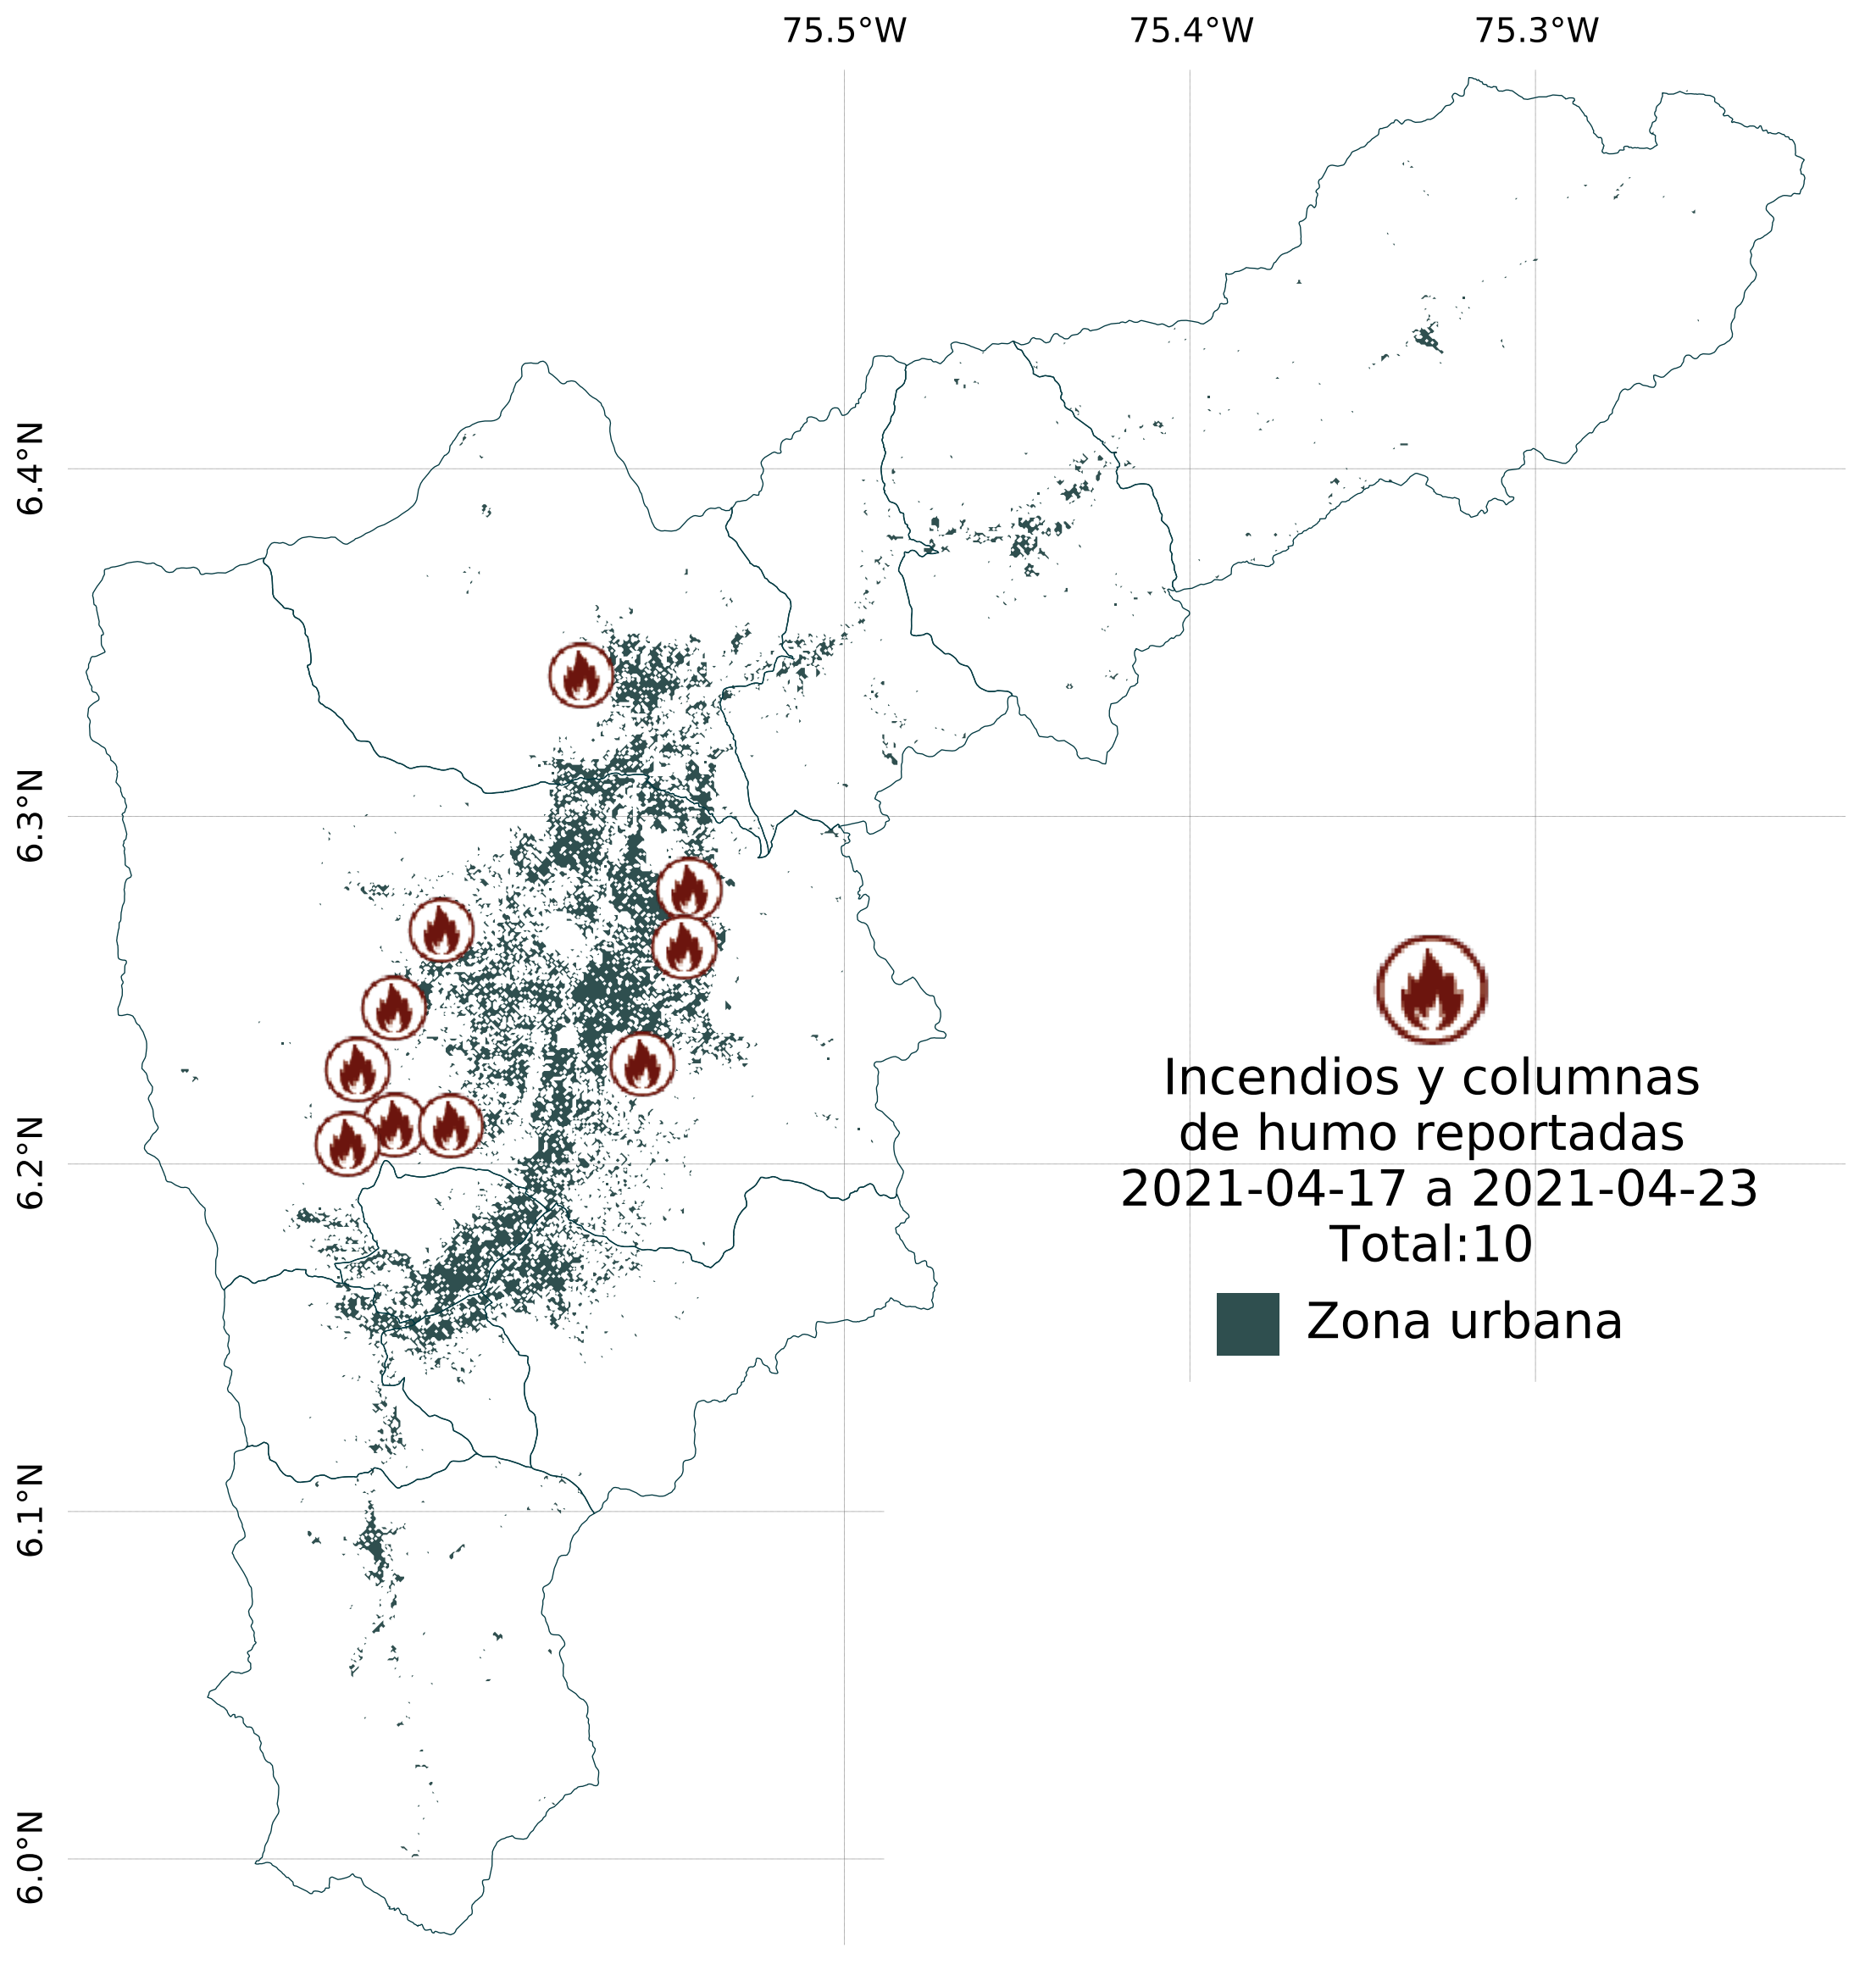 75.5°W 75.4°W 75.3°W
6.4°N
6.3°N
6.2°N
6.1°N
6.0°N
Incendios y columnas
de humo reportadas
2021-04-17 a 2021-04-23
Total:10
Zona urbana